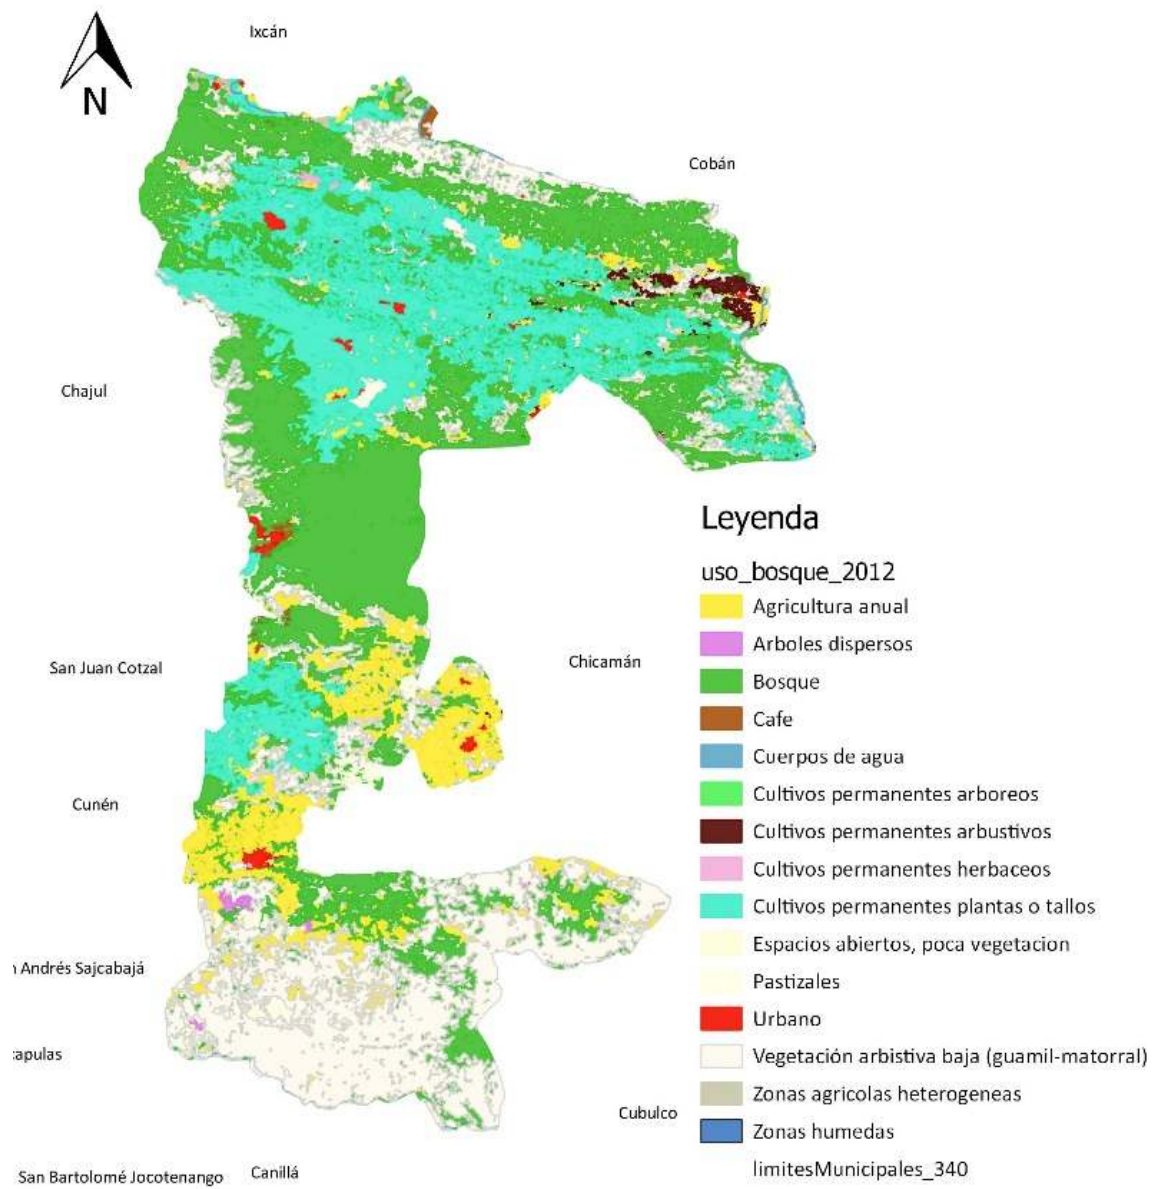 Ixcán
N
Cobán
Chajul
Leyenda
uso_bosque_2012
Agricultura anual
Arboles dispersos
San Juan Cotzal
Chicamán
Bosque
Cafe
Cuerpos de agua
Cunén
Cultivos permanentes arboreos
Cultivos permanentes arbustivos
Cultivos permanentes herbaceos
Cultivos permanentes plantas o tallos
Espacios abiertos, poca vegetacion
n Andrés Sajcabajá
Pastizales
Urbano
capulas
Vegetación arbistiva baja (guamil-matorral)
Zonas agricolas heterogeneas
Cubulco
Zonas humedas
limitesMunicipales_340
San Bartolomé Jocotenango
Canillá